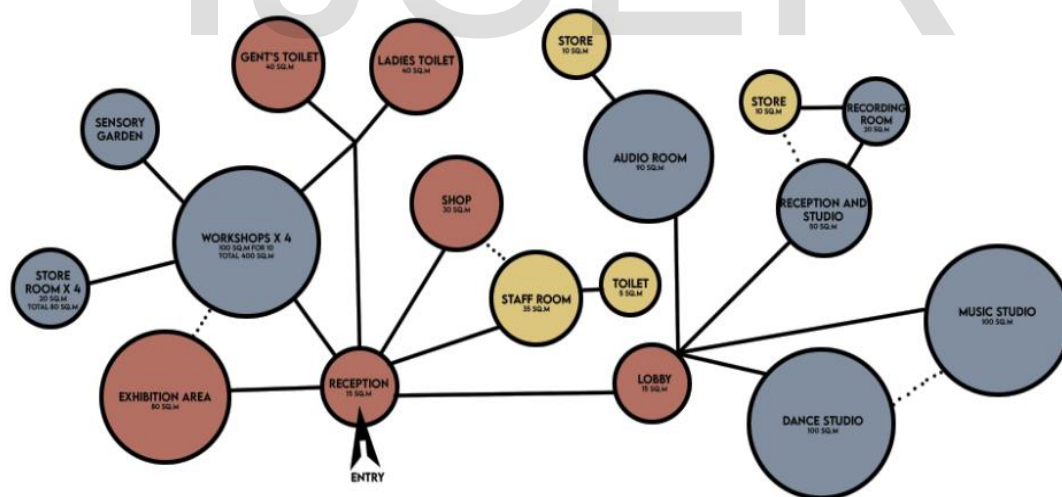 GENT'S TOILET
40 SQ.M
LADIES TOILET
40 SQ.M
STORE
10 SQ.M
STORE
10 SQ.M
RECORDING
ROOM
20 SQ.M
SENSORY
GARDEN
AUDIO ROOM
90 SQ.M
SHOP
30 SQ.M
RECEPTION AND
STUDIO
50 SQ.M
WORKSHOPS X 4
100 SQ.M FOR 10
TOTAL 400 SQ.M
STORE
ROOM X 4
20 SQ.M
TOTAL 80 SQ.M
STAFF ROOM
35 SQ.M
TOILET
5 SQ.M
MUSIC STUDIO
100 SQ.M
EXHIBITION AREA
80 SQ.M
RECEPTION
15 SQ.M
LOBBY
15 SQ.M
DANCE STUDIO
100 SQ.M
ENTRY